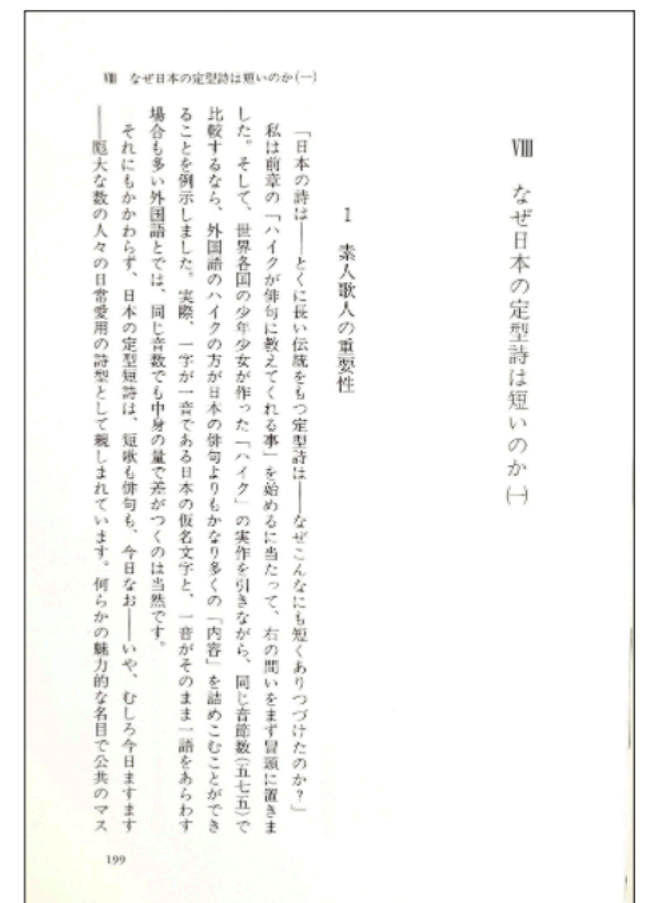 Ⅷ なぜ日本の定型詩は短いのか(一)
Ⅷ なぜ日本の定型詩は短いのか(一)
1 素人歌人の重要性
「日本の詩は――とくに長い伝統をもつ定型詩は――なぜこんなにも短くありつづけたのか?」
私は前章の「ハイクが俳句に教えてくれる事」を始めるに当たって、右の問いをまず冒頭に置きま
した。そして、世界各国の少年少女が作った「ハイク」の実作を引きながら、同じ音節数(五七五)で
比較するなら、外国語のハイクの方が日本の俳句よりもかなり多くの「内容」を詰めこむことができ
ることを例示しました。実際、一字が一音である日本の仮名文字と、一音がそのまま一語をあらわす
場合も多い外国語とでは、同じ音数でも中身の量で差がつくのは当然です。
それにもかかわらず、日本の定型短詩は、短歌も俳句も、今日なお――いや、むしろ今日ますます
――厖大な数の人々の日常愛用の詩型として親しまれています。何らかの魅力的な名目で公共のマス
199